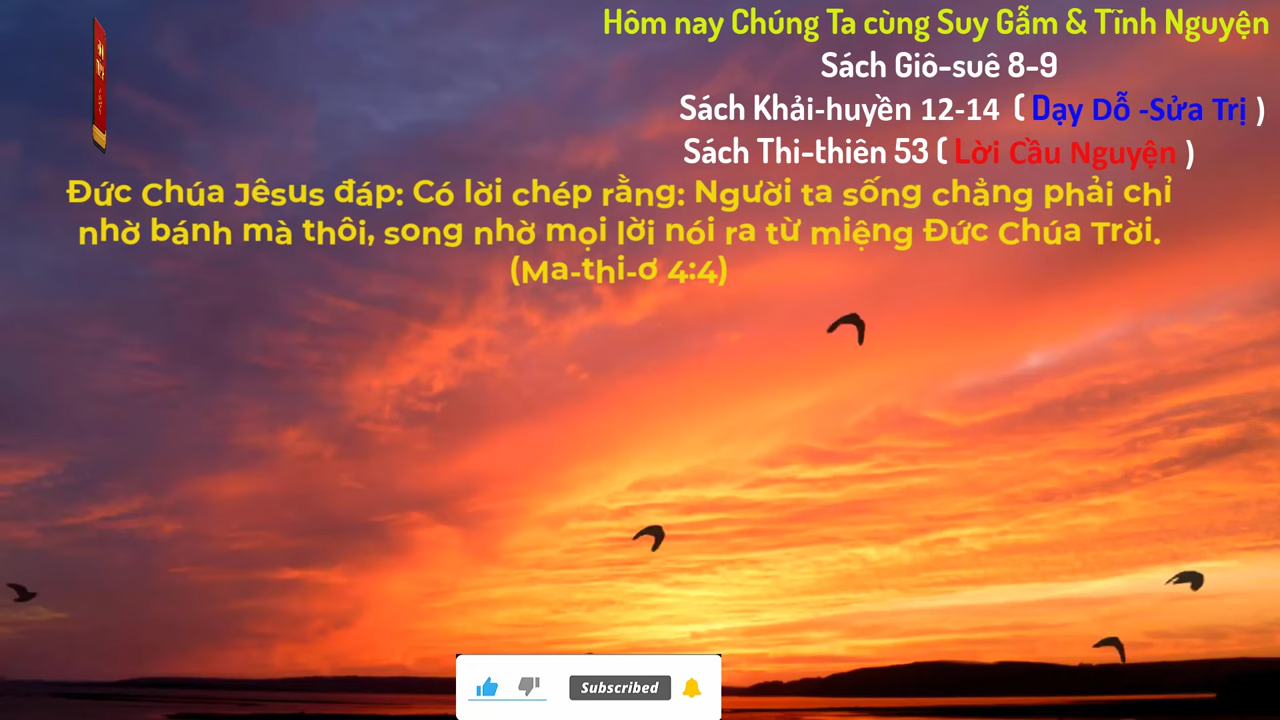 Hôm nay Chúng Ta cùng Suy Gẫm & Tĩnh Nguyện
Sách Giô-suê 8-9
Sách Khải-huyền 12-14 ( Dạy Dỗ -Sửa Trị )
Sách Thi-thiên 53 ( Lời Cầu Nguyện )
Đức Chúa Jêsus đáp: Có lời chép rằng: Người ta sống chẳng phải chỉ
nhờ bánh mà thôi, song nhờ mọi lời nói ra từ miệng Đức Chúa Trời.
(Ma-thi-ơ 4:4)
Subscribed